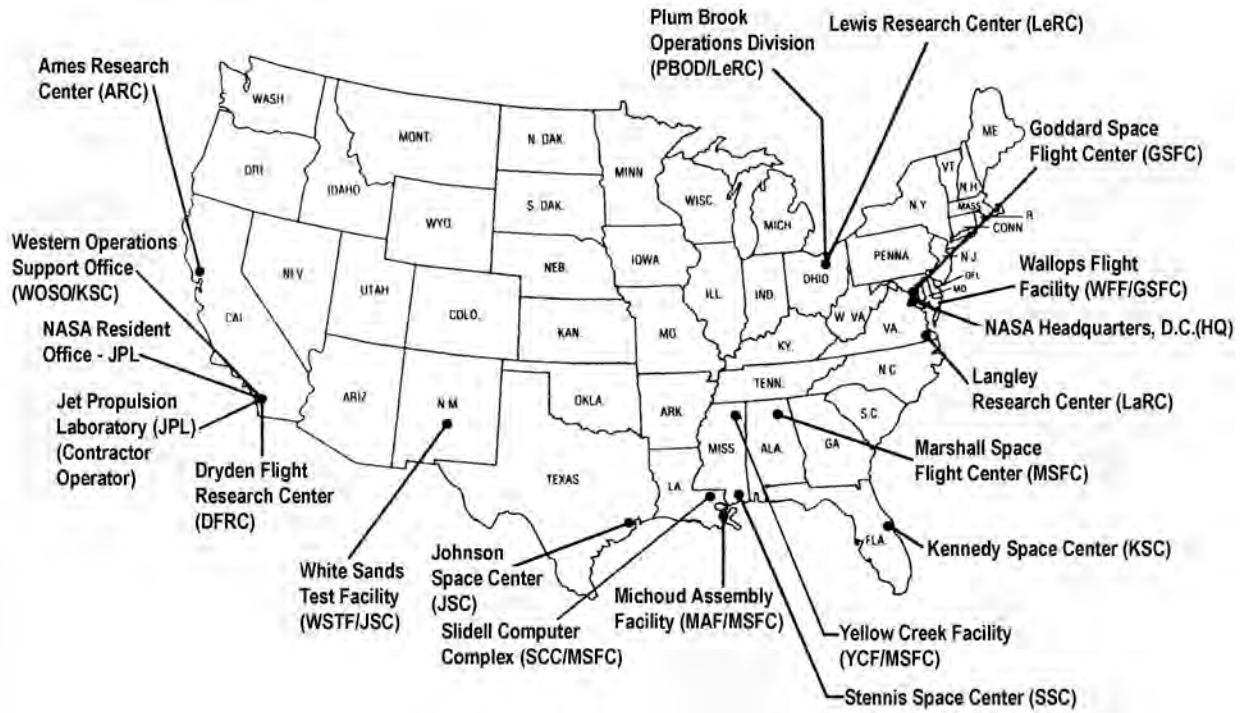 Plum Brook
Operations Division
(PBOD/LeRC)
Lewis Research Center (LeRC)
Ames Research
Center (ARC)
Goddard Space
Flight Center (GSFC)
Western Operations
Support Office
(WOSO/KSC)
NASA Resident
Office - JPL
Jet Propulsion
Laboratory (JPL)
(Contractor
Operator)
Dryden Flight
Research Center
(DFRC)
White Sands
Test Facility
(WSTF/JSC)
Johnson
Space Center
(JSC)
Slidell Computer
Complex (SCC/MSFC)
Michoud Assembly
Facility (MAF/MSFC)
Wallops Flight
Facility (WFF/GSFC)
NASA Headquarters, D.C.(HQ)
Langley
Research Center (LaRC)
Marshall Space
Flight Center (MSFC)
Kennedy Space Center (KSC)
Yellow Creek Facility
(YCF/MSFC)
Stennis Space Center (SSC)
WASH
MONT.
N. DAK.
MINN
ME
ORE
IDAHO
WYO.
S. DAK.
WISC.
MICH
N.Y
VT
N.H
MASS
R
CONN
NEB.
IOWA
ILL.
IND.
OHIO
PENNA
N.J.
UTAH
COLO.
KAN.
MO.
KY.
W VA
VA.
CAL
ARIZ
N M
OKLA.
ARK
TENN.
N C
S.C.
TEXAS
LA.
MISS.
ALA.
GA
FLA.